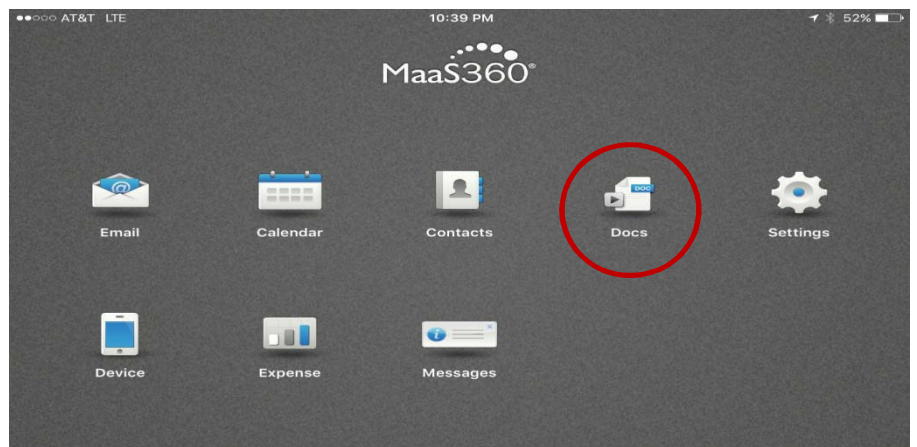 AT&T LTE 10:39 PM 52%
MaaS360®
@
DOC
Email Calendar Contacts Docs Settings
i
Device Expense Messages